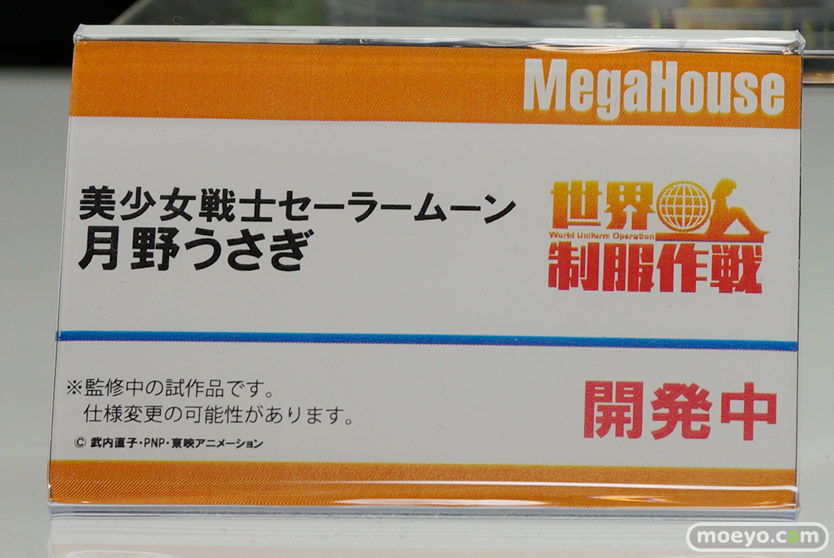 MegaHouse
美少女戦士セーラームーン
月野うさぎ
世界
World Uniform Operation
制服作戦
※監修中の試作品です。
仕様変更の可能性があります。
開発中
© 武内直子・PNP・東映アニメーション
moeyo.com